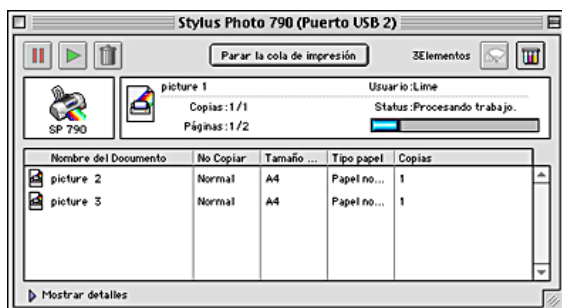 Stylus Photo 790 (Puerto USB 2)
Parar la cola de impresión
3Elementos
picture 1
Usuario:Lime
Copias:1/1
Status:Procesando trabajo.
Páginas:1/2
SP 790
Nombre del Documento No Copiar Tamaño ... Tipo papel Copias
picture 2 Normal A4 Papel no... 1
picture 3 Normal A4 Papel no... 1
Mostrar detalles